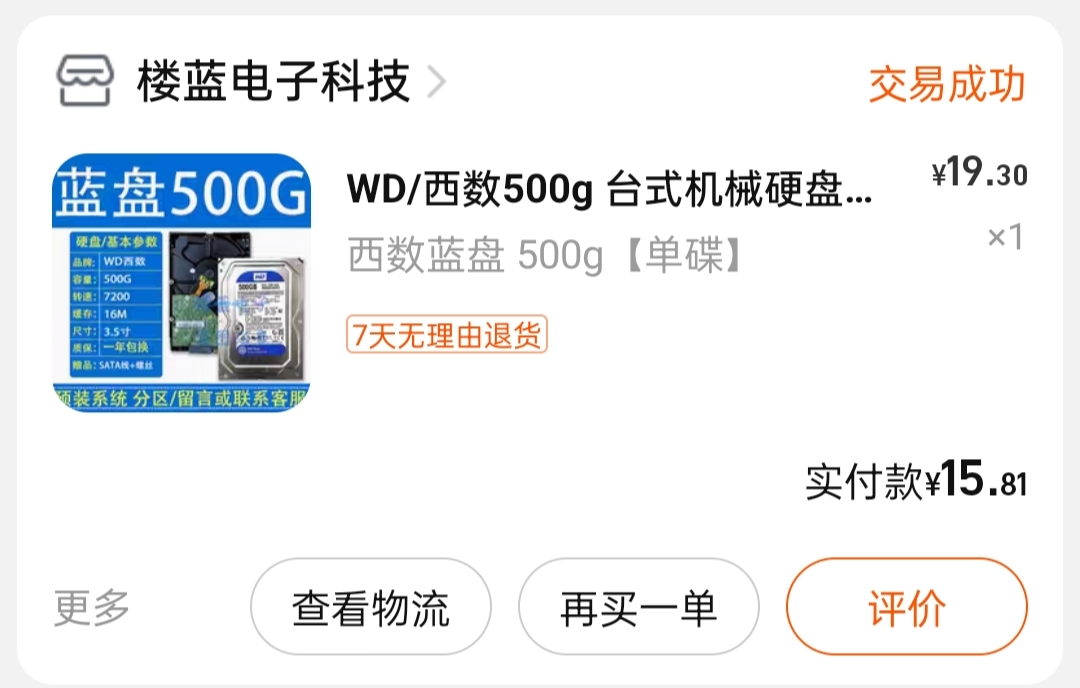 楼蓝电子科技
交易成功
蓝盘500G
硬盘/基本参数
品牌: WD西数
容量: 500G
转速: 7200
缓存: 16M
尺寸: 3.5寸
质保: 一年包换
赠品: SATA线+螺丝
500GB
预装系统 分区/留言或联系客服
WD/西数500g 台式机械硬盘...
¥19.30
西数蓝盘 500g【单碟】
×1
7天无理由退货
实付款¥15.81
更多
查看物流
再买一单
评价